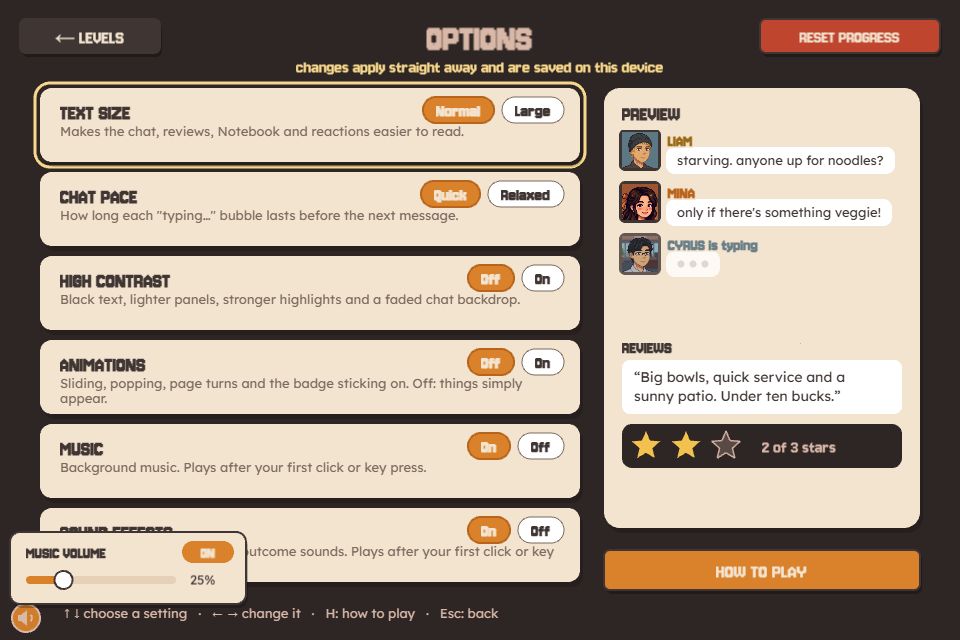 ← LEVELS
OPTIONS
RESET PROGRESS
changes apply straight away and are saved on this device
TEXT SIZE
Normal
Large
Makes the chat, reviews, Notebook and reactions easier to read.
CHAT PACE
Quick
Relaxed
How long each "typing…" bubble lasts before the next message.
HIGH CONTRAST
Off
On
Black text, lighter panels, stronger highlights and a faded chat backdrop.
ANIMATIONS
Off
On
Sliding, popping, page turns and the badge sticking on. Off: things simply
appear.
MUSIC
On
Off
Background music. Plays after your first click or key press.
SOUND EFFECTS
On
Off
outcome sounds. Plays after your first click or key
MUSIC VOLUME
ON
25%
↑ ↓ choose a setting · ← → change it · H: how to play · Esc: back
PREVIEW
LIAM
starving. anyone up for noodles?
MINA
only if there's something veggie!
CYRUS is typing
REVIEWS
“Big bowls, quick service and a
sunny patio. Under ten bucks.”
2 of 3 stars
HOW TO PLAY